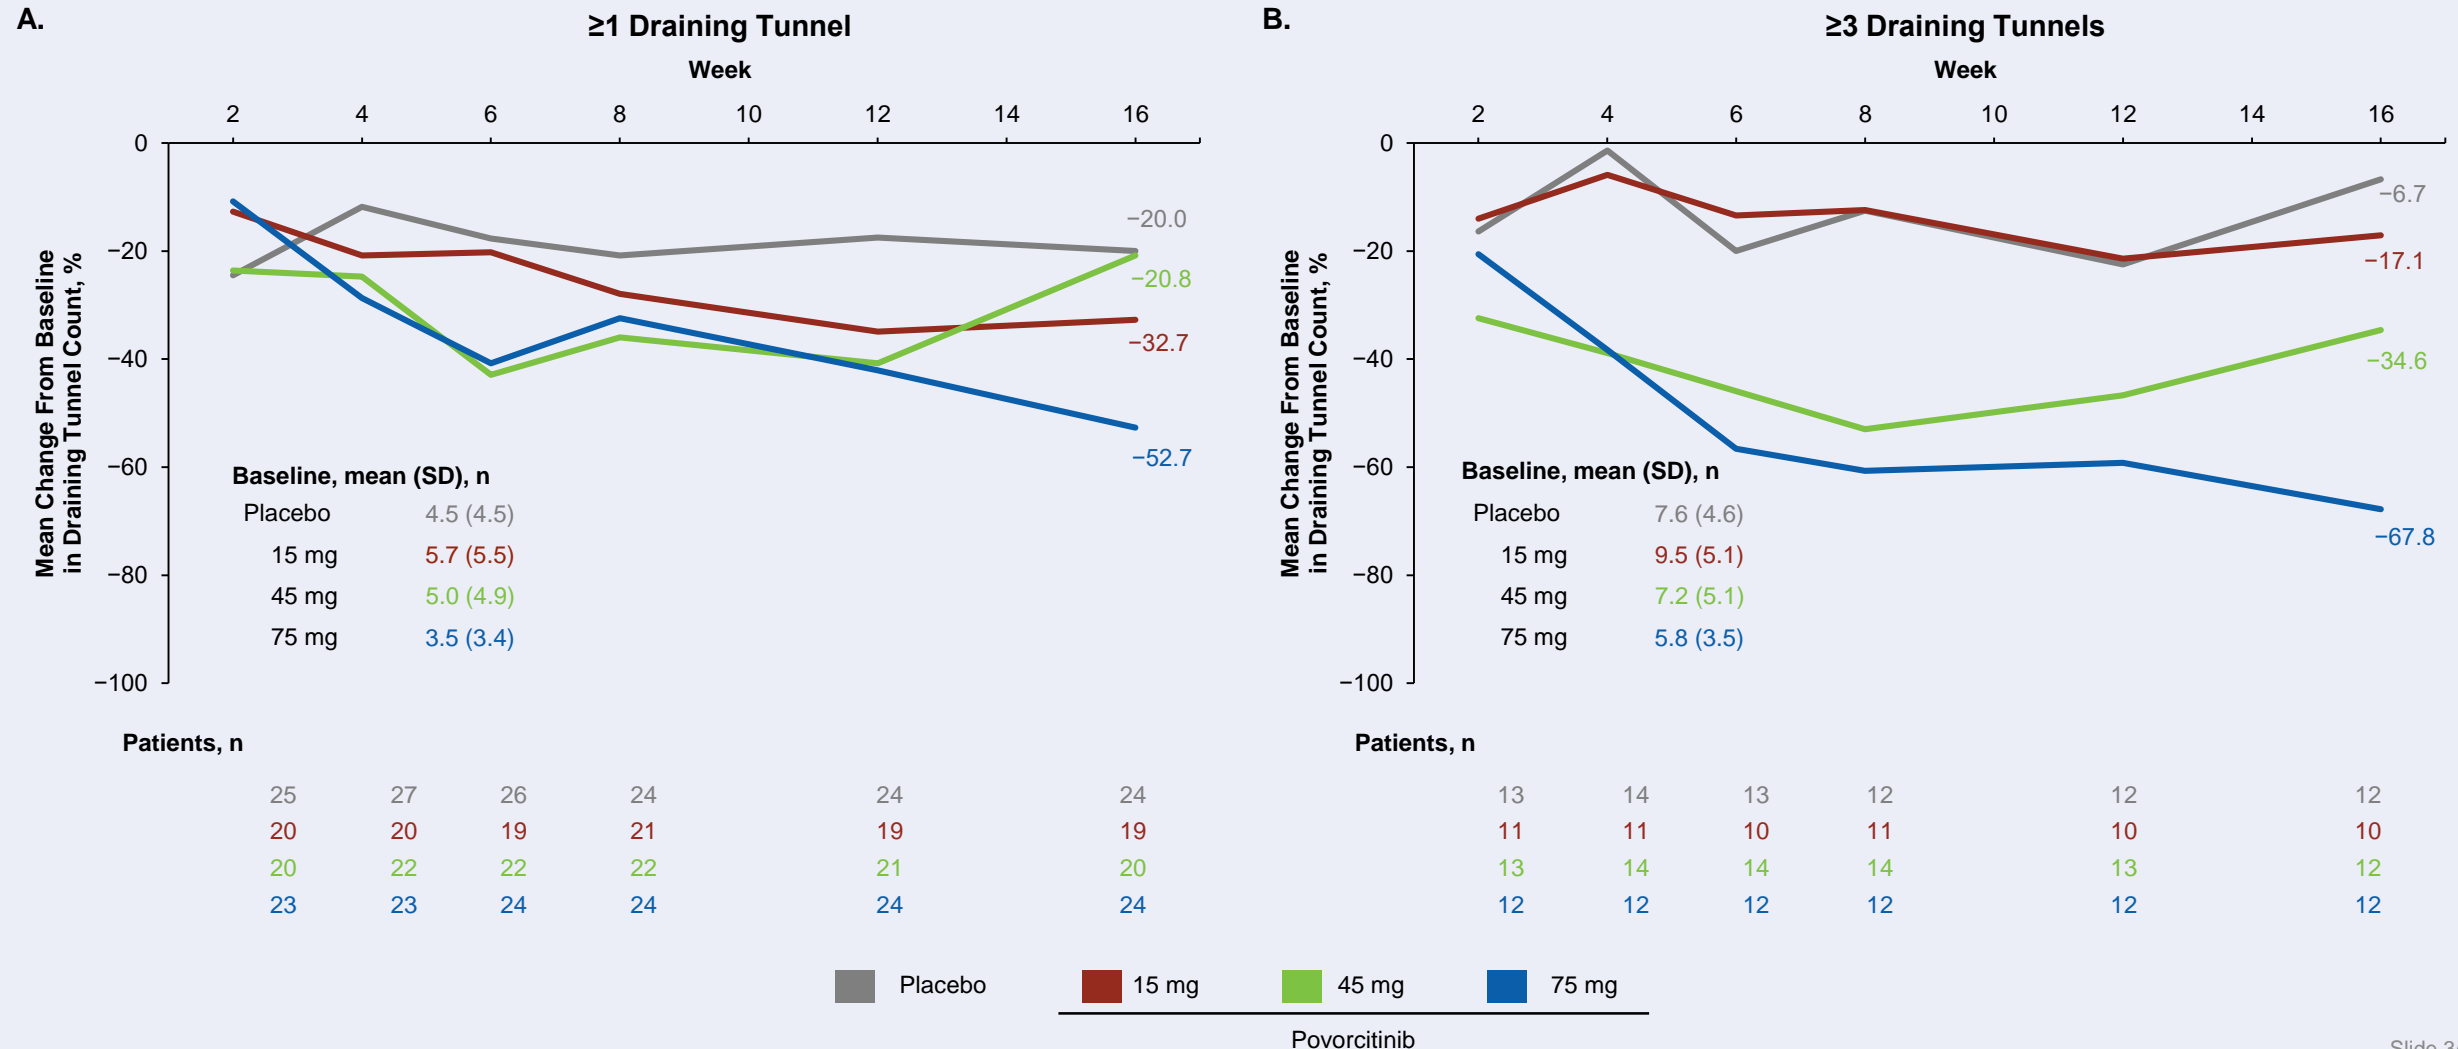 A.
≥1 Draining Tunnel
Week
2 4 6 8 10 12 14 16
0
−20
−40
−60
−80
−100
Mean Change From Baseline
in Draining Tunnel Count, %
−20.0
−20.8
−32.7
−52.7
Baseline, mean (SD), n
Placebo 4.5 (4.5)
15 mg 5.7 (5.5)
45 mg 5.0 (4.9)
75 mg 3.5 (3.4)
Patients, n
25 27 26 24 24 24
20 20 19 21 19 19
20 22 22 22 21 20
23 23 24 24 24 24
B.
≥3 Draining Tunnels
Week
2 4 6 8 10 12 14 16
0
−20
−40
−60
−80
−100
Mean Change From Baseline
in Draining Tunnel Count, %
−6.7
−17.1
−34.6
−67.8
Baseline, mean (SD), n
Placebo 7.6 (4.6)
15 mg 9.5 (5.1)
45 mg 7.2 (5.1)
75 mg 5.8 (3.5)
Patients, n
13 14 13 12 12 12
11 11 10 11 10 10
13 14 14 14 13 12
12 12 12 12 12 12
Placebo 15 mg 45 mg 75 mg
Povorcitinib
Slide